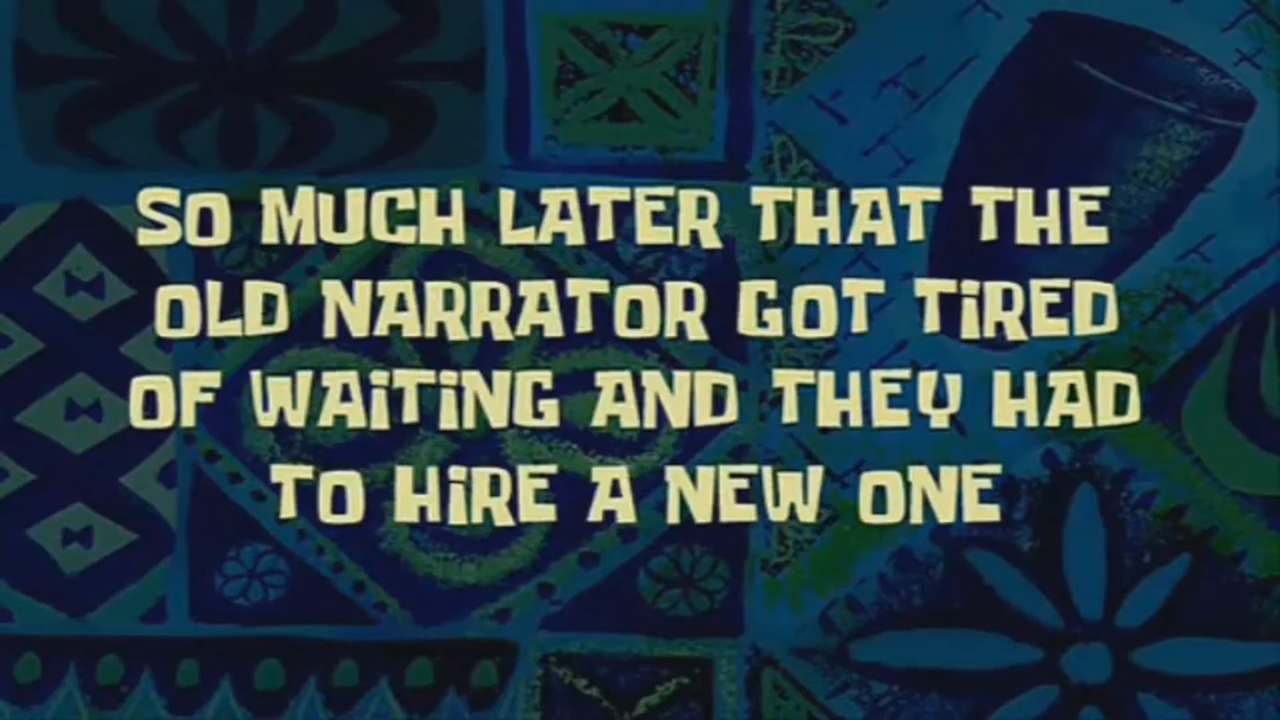 SO MUCH LATER THAT THE
OLD NARRATOR GOT TiRED
OF WAiTiNG AND THEY HAD
TO HiRE A NEW ONE